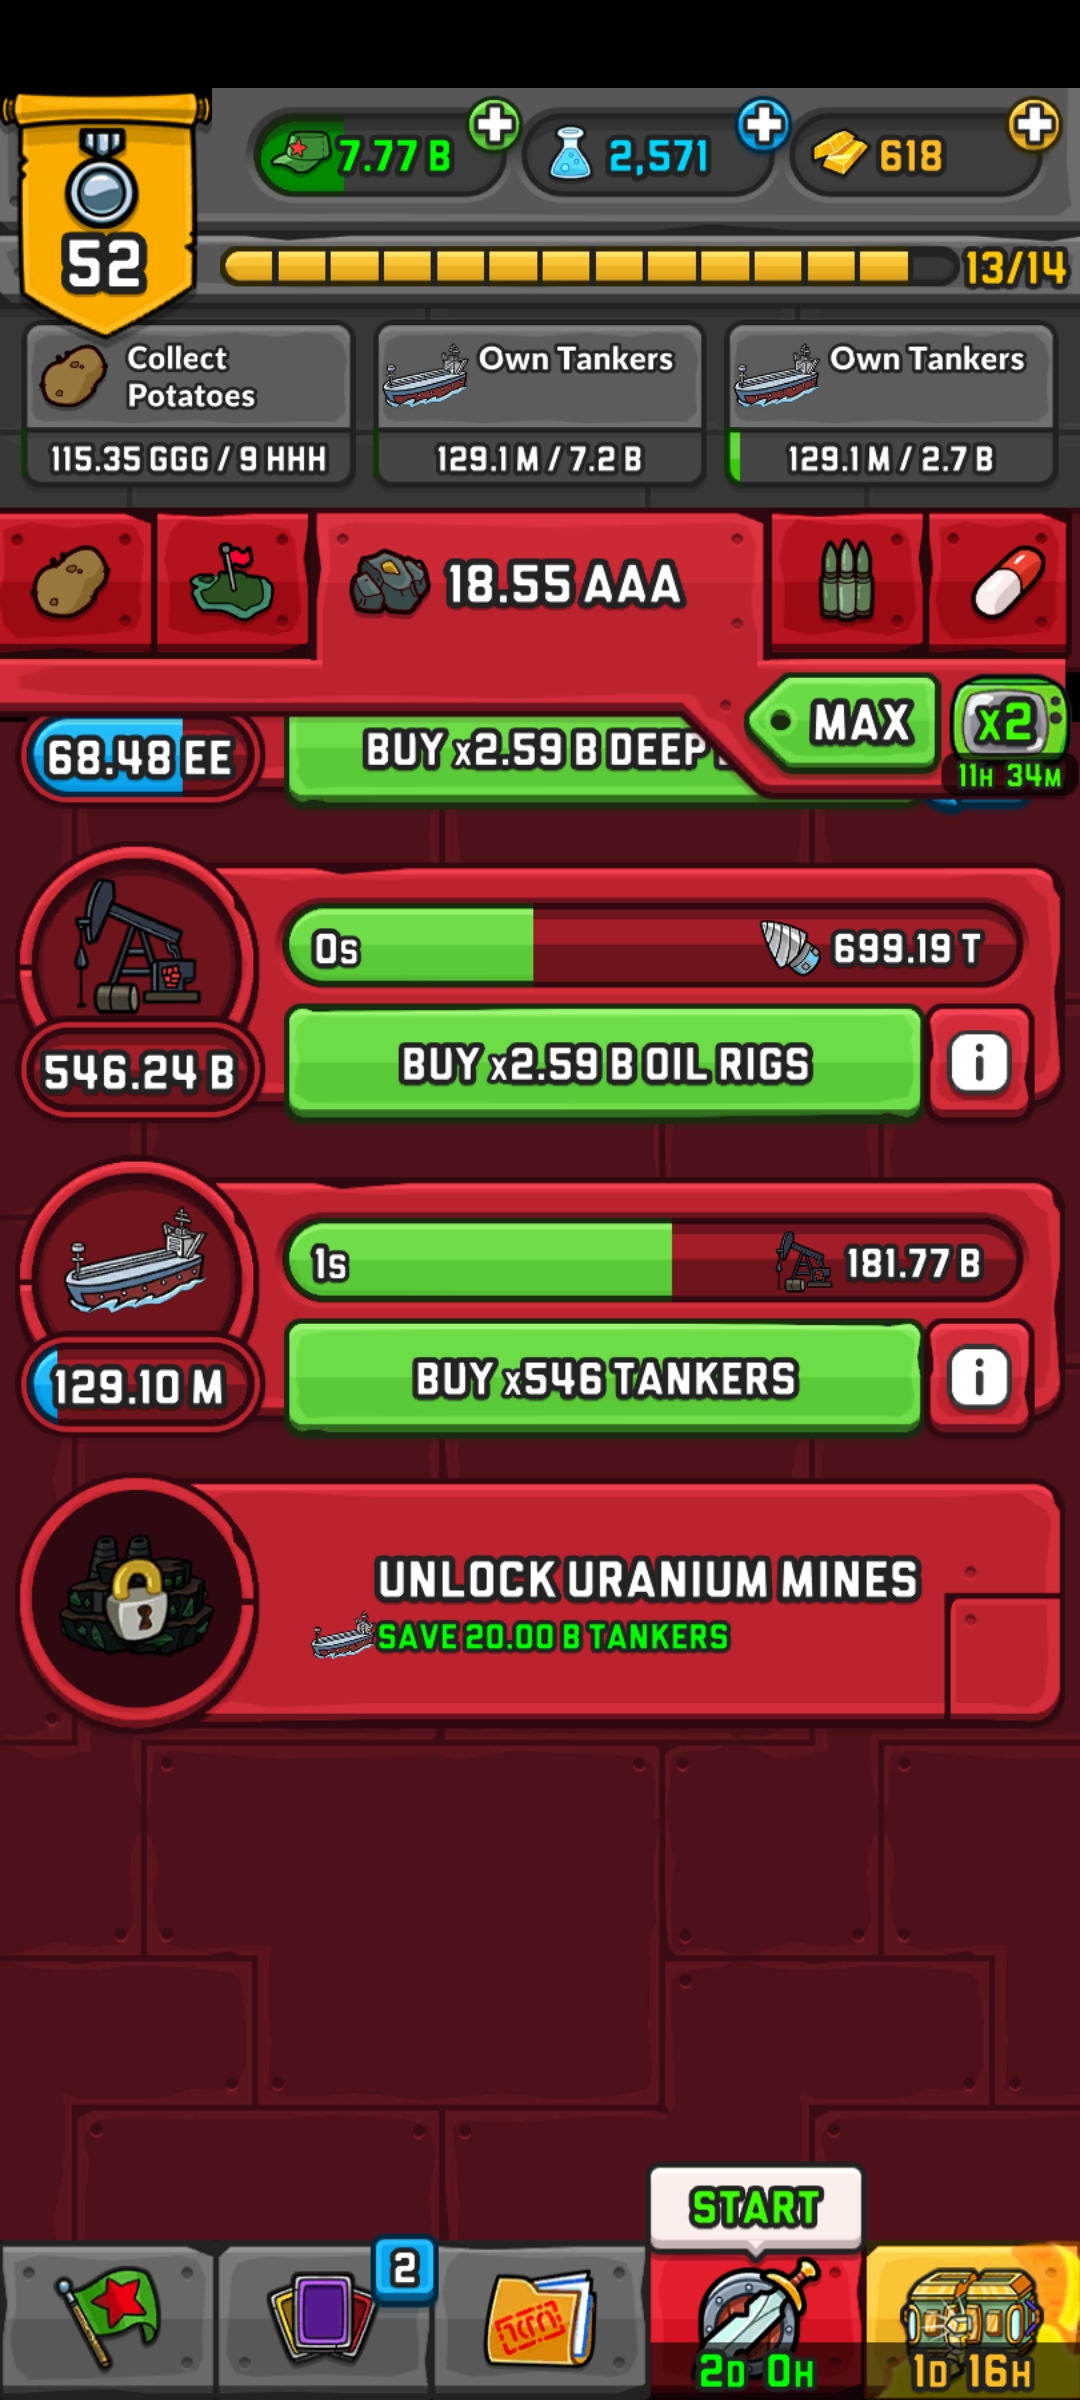 7.77 B
2,571
618
52
13/14
Collect
Potatoes
115.35 GGG / 9 HHH
Own Tankers
129.1 M / 7.2 B
Own Tankers
129.1 M / 2.7 B
18.55 AAA
MAX
x2
11H 34M
68.48 EE
BUY x2.59 B DEEP
0s
699.19 T
546.24 B
BUY x2.59 B OIL RIGS
i
1s
181.77 B
129.10 M
BUY x546 TANKERS
i
UNLOCK URANIUM MINES
SAVE 20.00 B TANKERS
START
2
2D 0H
1D 16H